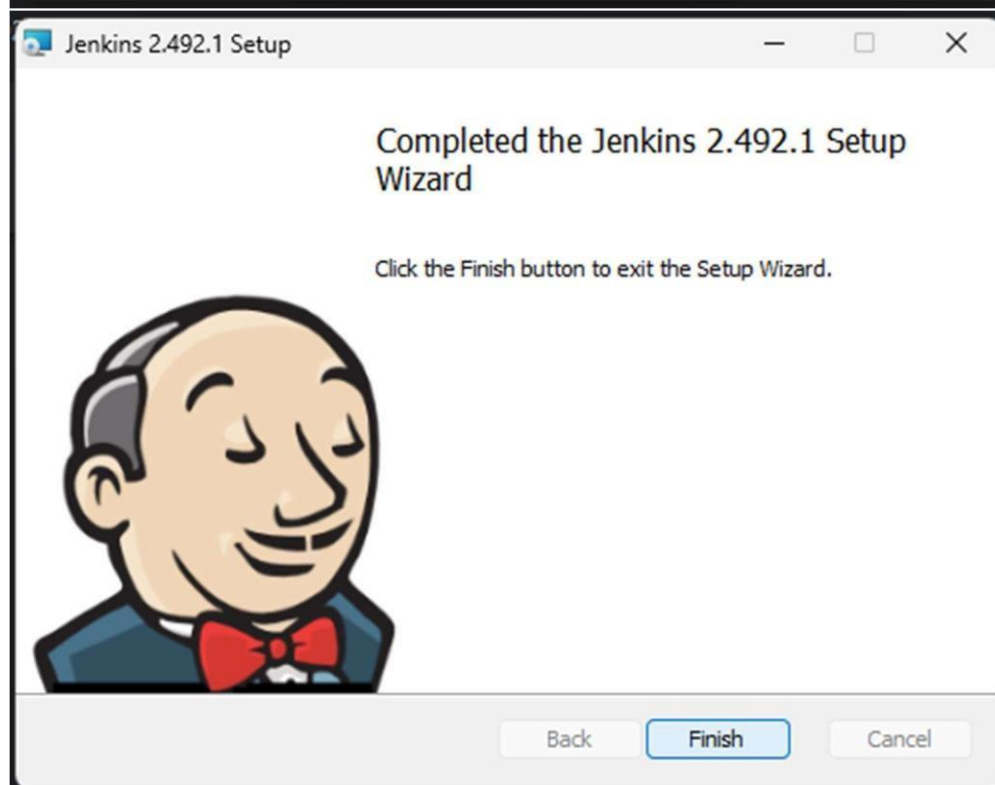 Jenkins 2.492.1 Setup
Completed the Jenkins 2.492.1 Setup
Wizard
Click the Finish button to exit the Setup Wizard.
Back Finish Cancel